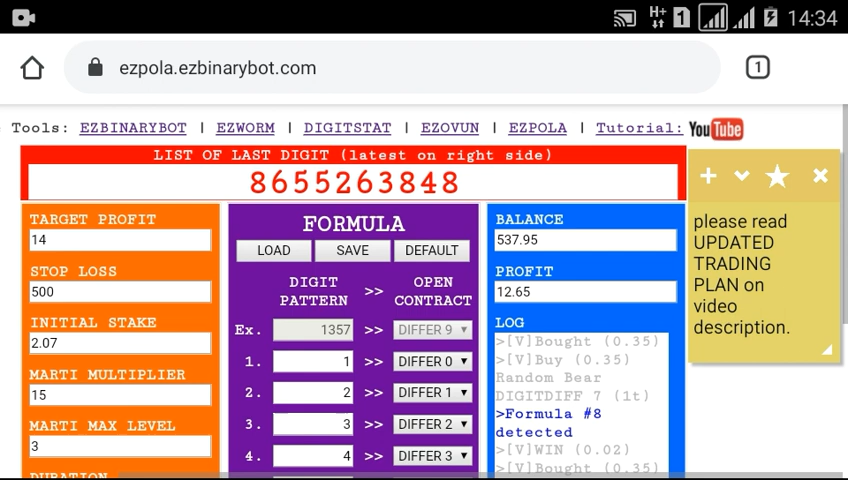 H+ 1 14:34
ezpola.ezbinarybot.com 1
Tools: EZBINARYBOT | EZWORM | DIGITSTAT | EZOVUN | EZPOLA | Tutorial: YouTube
LIST OF LAST DIGIT (latest on right side)
8655263848
TARGET PROFIT
14
STOP LOSS
500
INITIAL STAKE
2.07
MARTI MULTIPLIER
15
MARTI MAX LEVEL
3
DURATION
FORMULA
LOAD SAVE DEFAULT
DIGIT PATTERN >> OPEN CONTRACT
Ex. 1357 >> DIFFER 9
1. 1 >> DIFFER 0
2. 2 >> DIFFER 1
3. 3 >> DIFFER 2
4. 4 >> DIFFER 3
BALANCE
537.95
PROFIT
12.65
LOG
>[V]Bought (0.35)
>[V]Buy (0.35)
Random Bear
DIGITDIFF 7 (1t)
>Formula #8
detected
>[V]WIN (0.02)
>[V]Bought (0.35)
please read
UPDATED
TRADING
PLAN on
video
description.